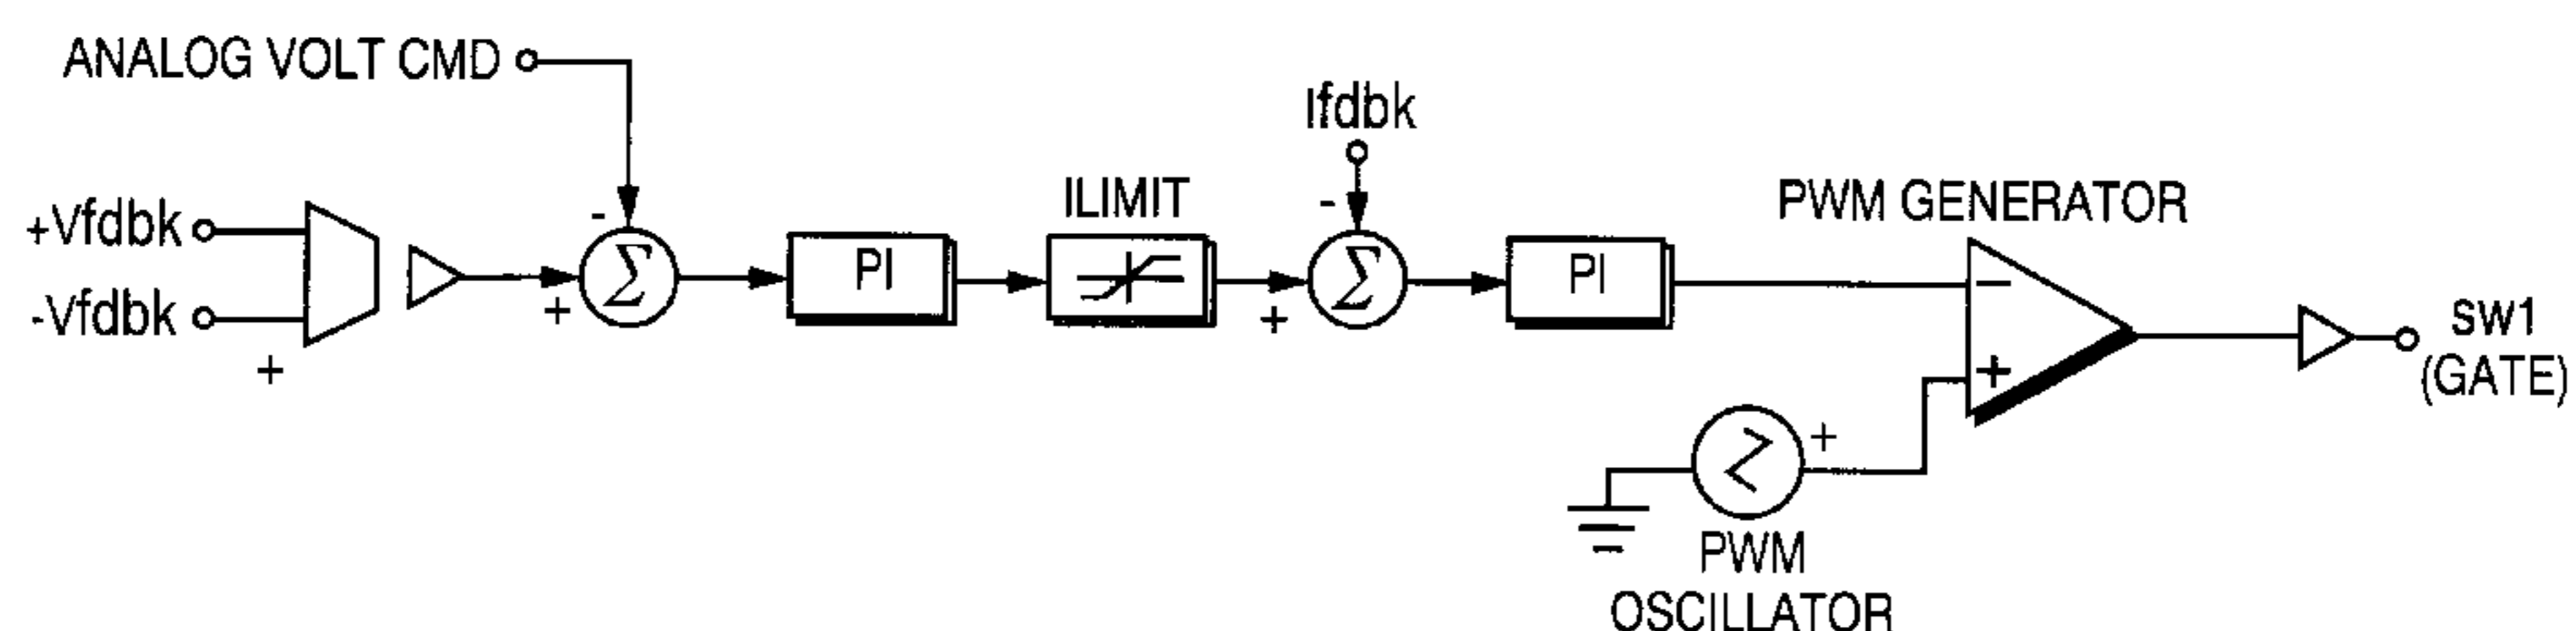 ANALOG VOLT CMD
Ifdbk
+Vfdbk
-Vfdbk
+
-
+
Σ
PI
ILIMIT
-
+
Σ
PI
PWM GENERATOR
−
+
sw1
(GATE)
+
PWM
OSCILLATOR